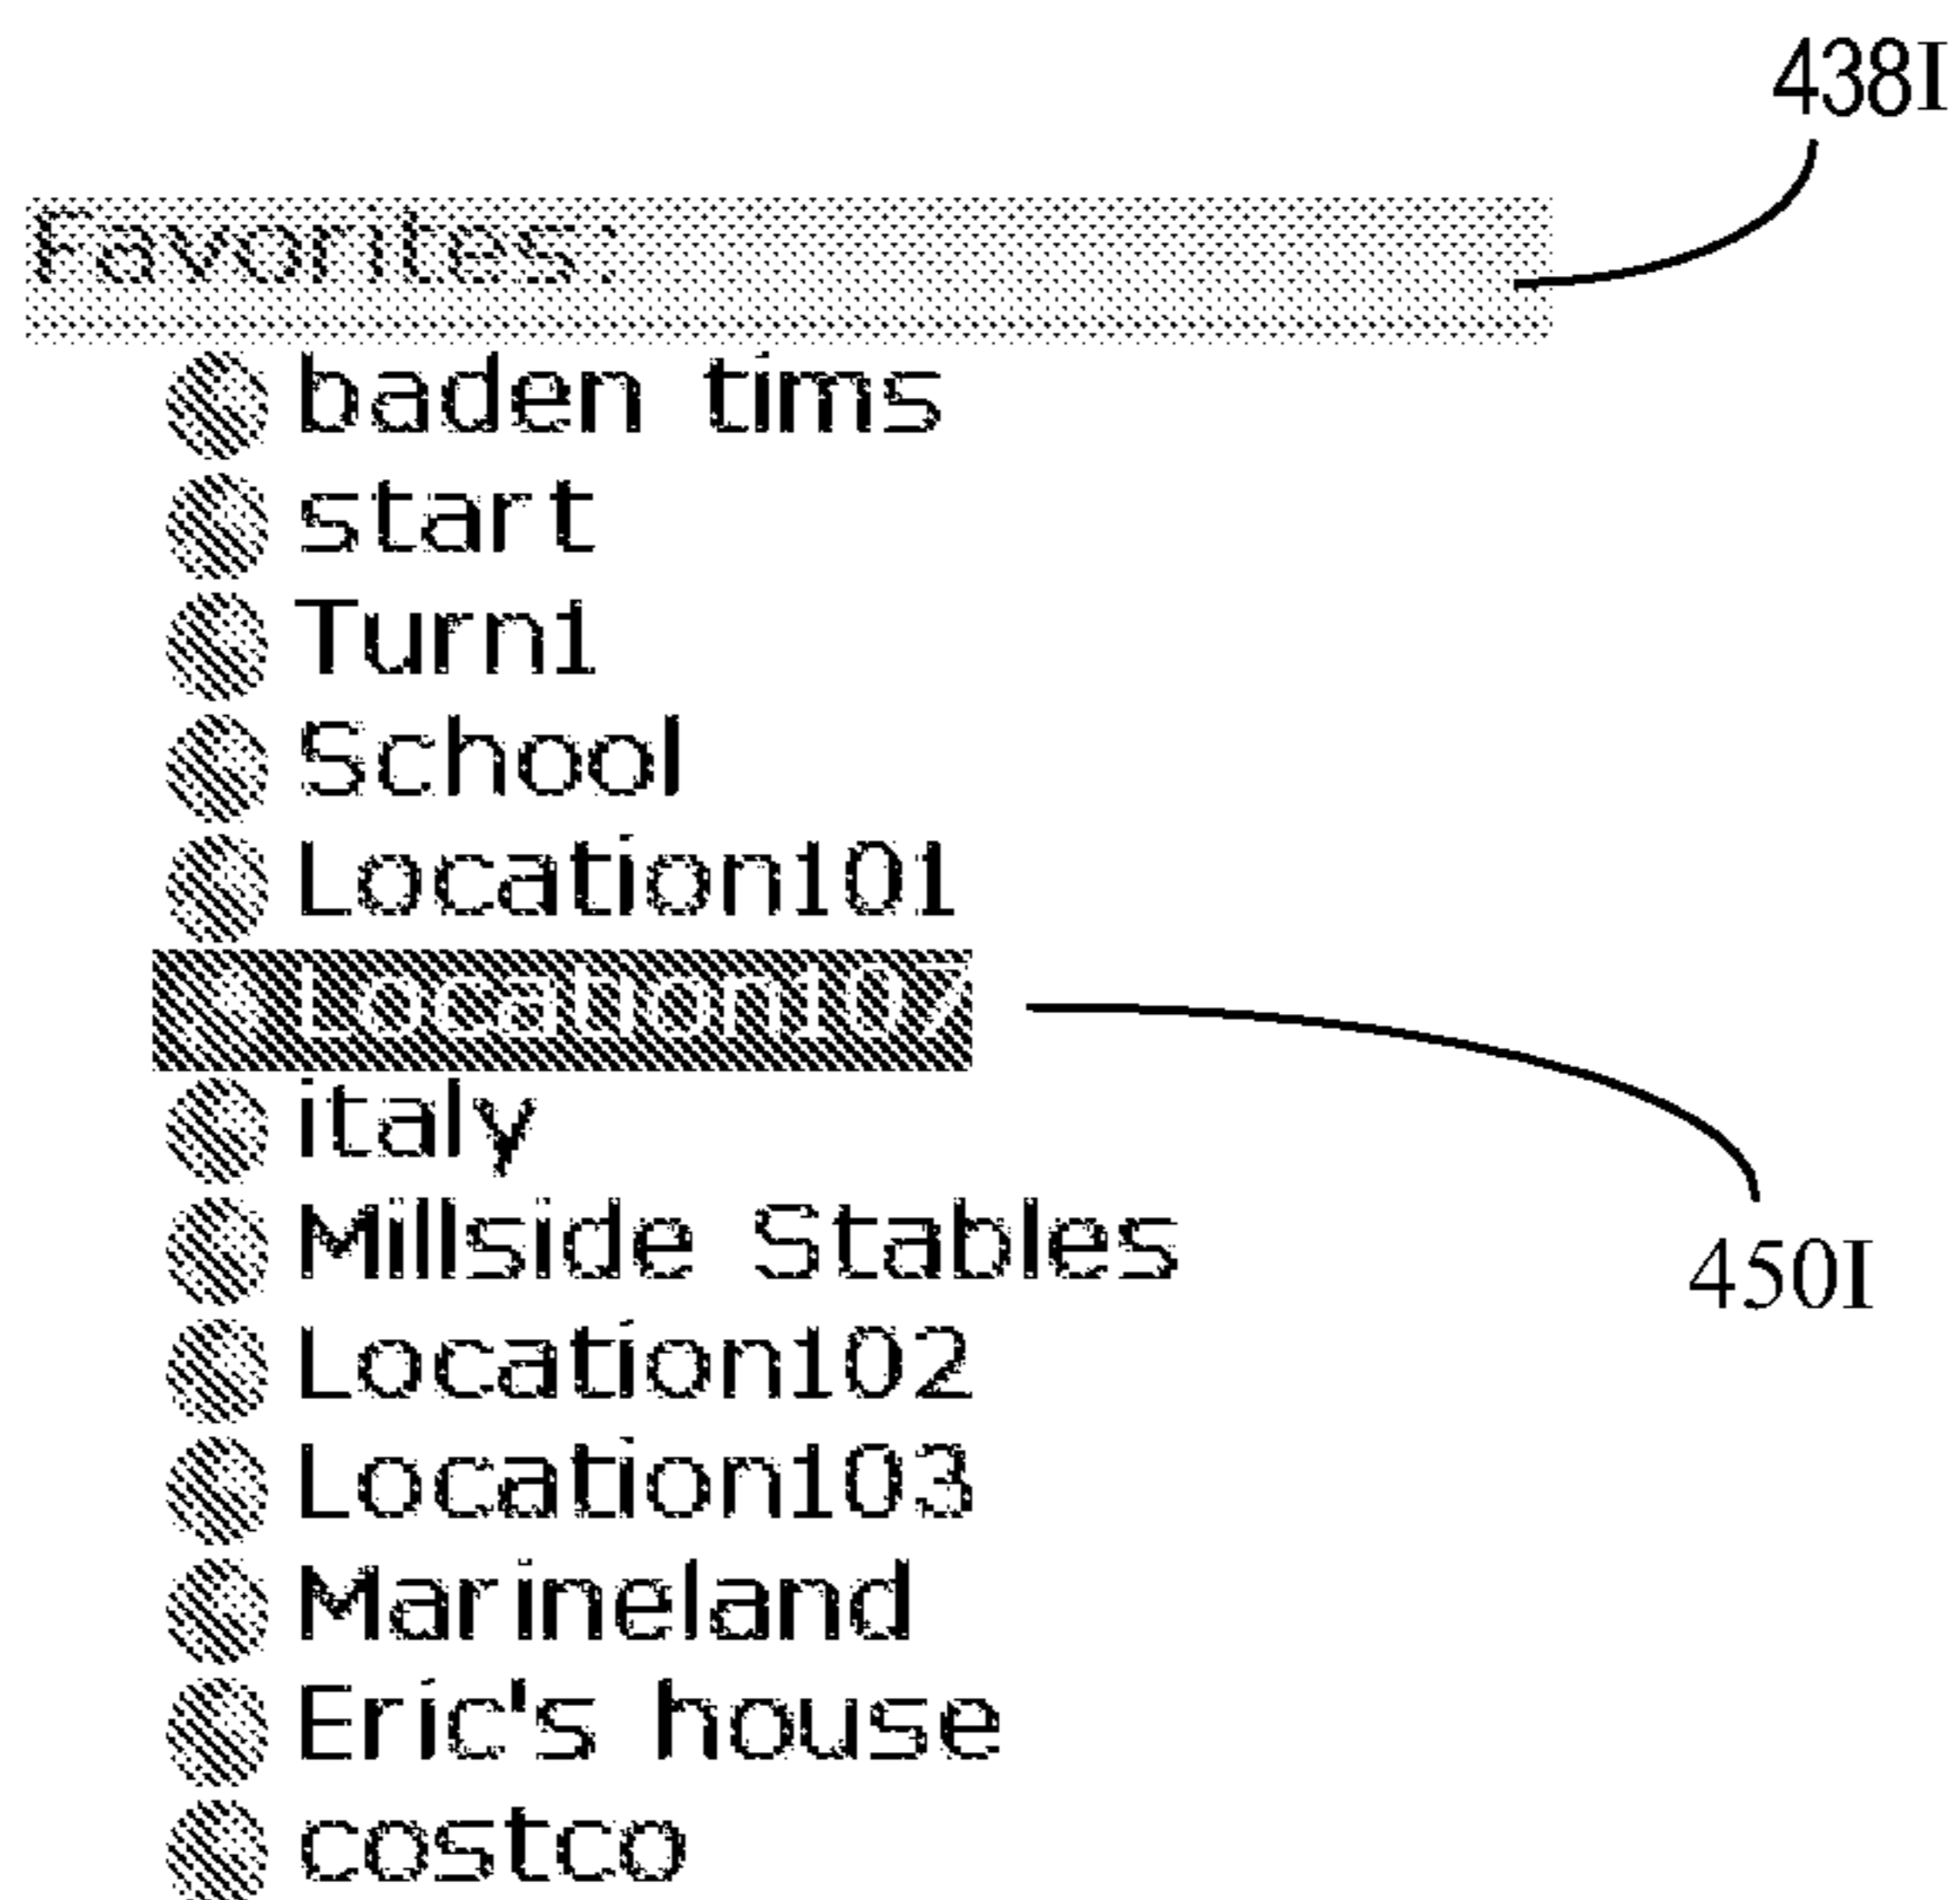 438I
Favorites:
baden tims
start
Turn1
School
Location101
Location107
italy
Millside Stables
450I
Location102
Location103
Marineland
Eric's house
costco